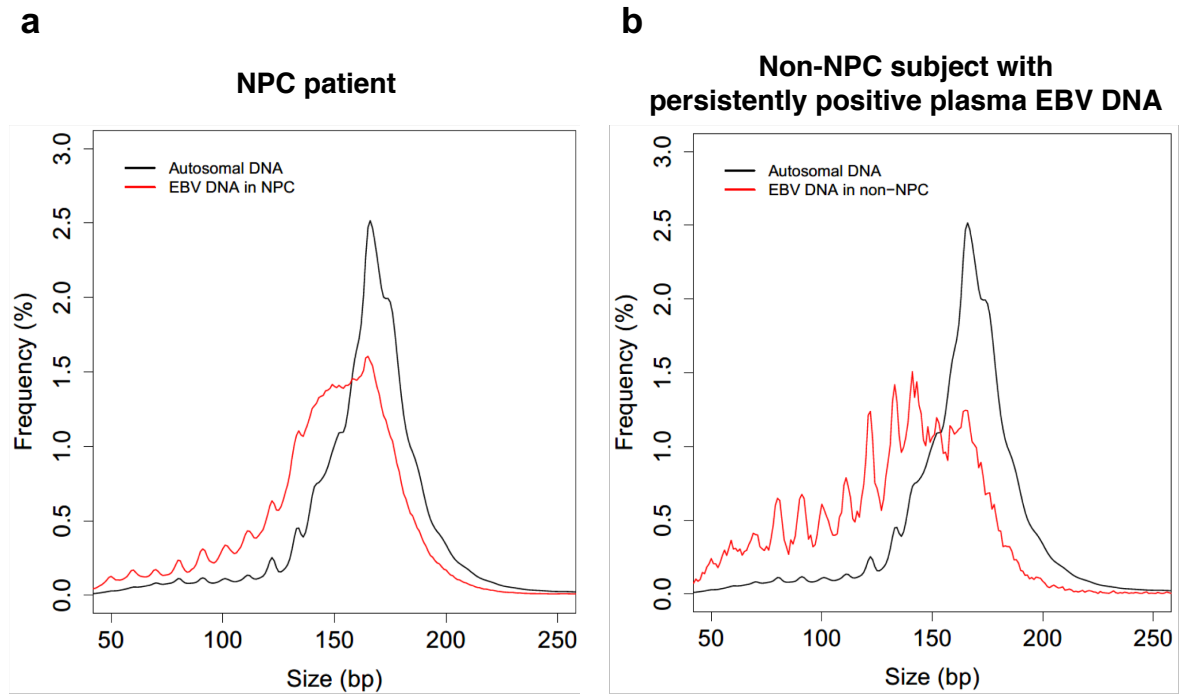 a
NPC patient
Autosomal DNA
EBV DNA in NPC
Frequency (%)
3.0
2.5
2.0
1.5
1.0
0.5
0.0
50
100
150
200
250
Size (bp)
b
Non-NPC subject with
persistently positive plasma EBV DNA
Autosomal DNA
EBV DNA in non−NPC
Frequency (%)
3.0
2.5
2.0
1.5
1.0
0.5
0.0
50
100
150
200
250
Size (bp)